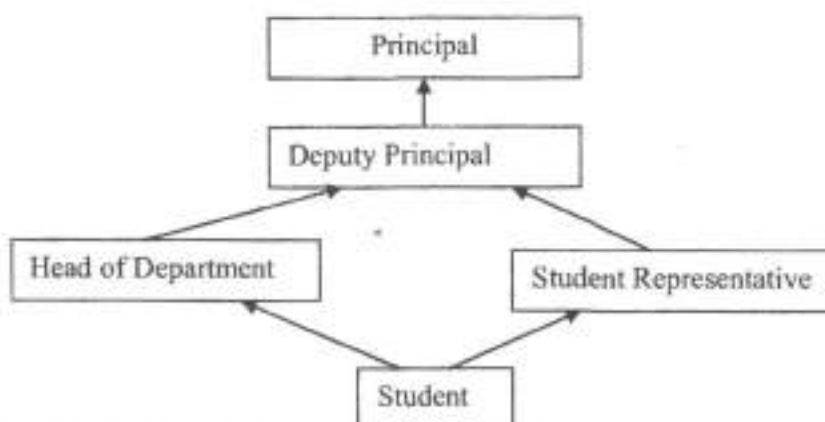 Principal
Deputy Principal
Head of Department
Student Representative
Student